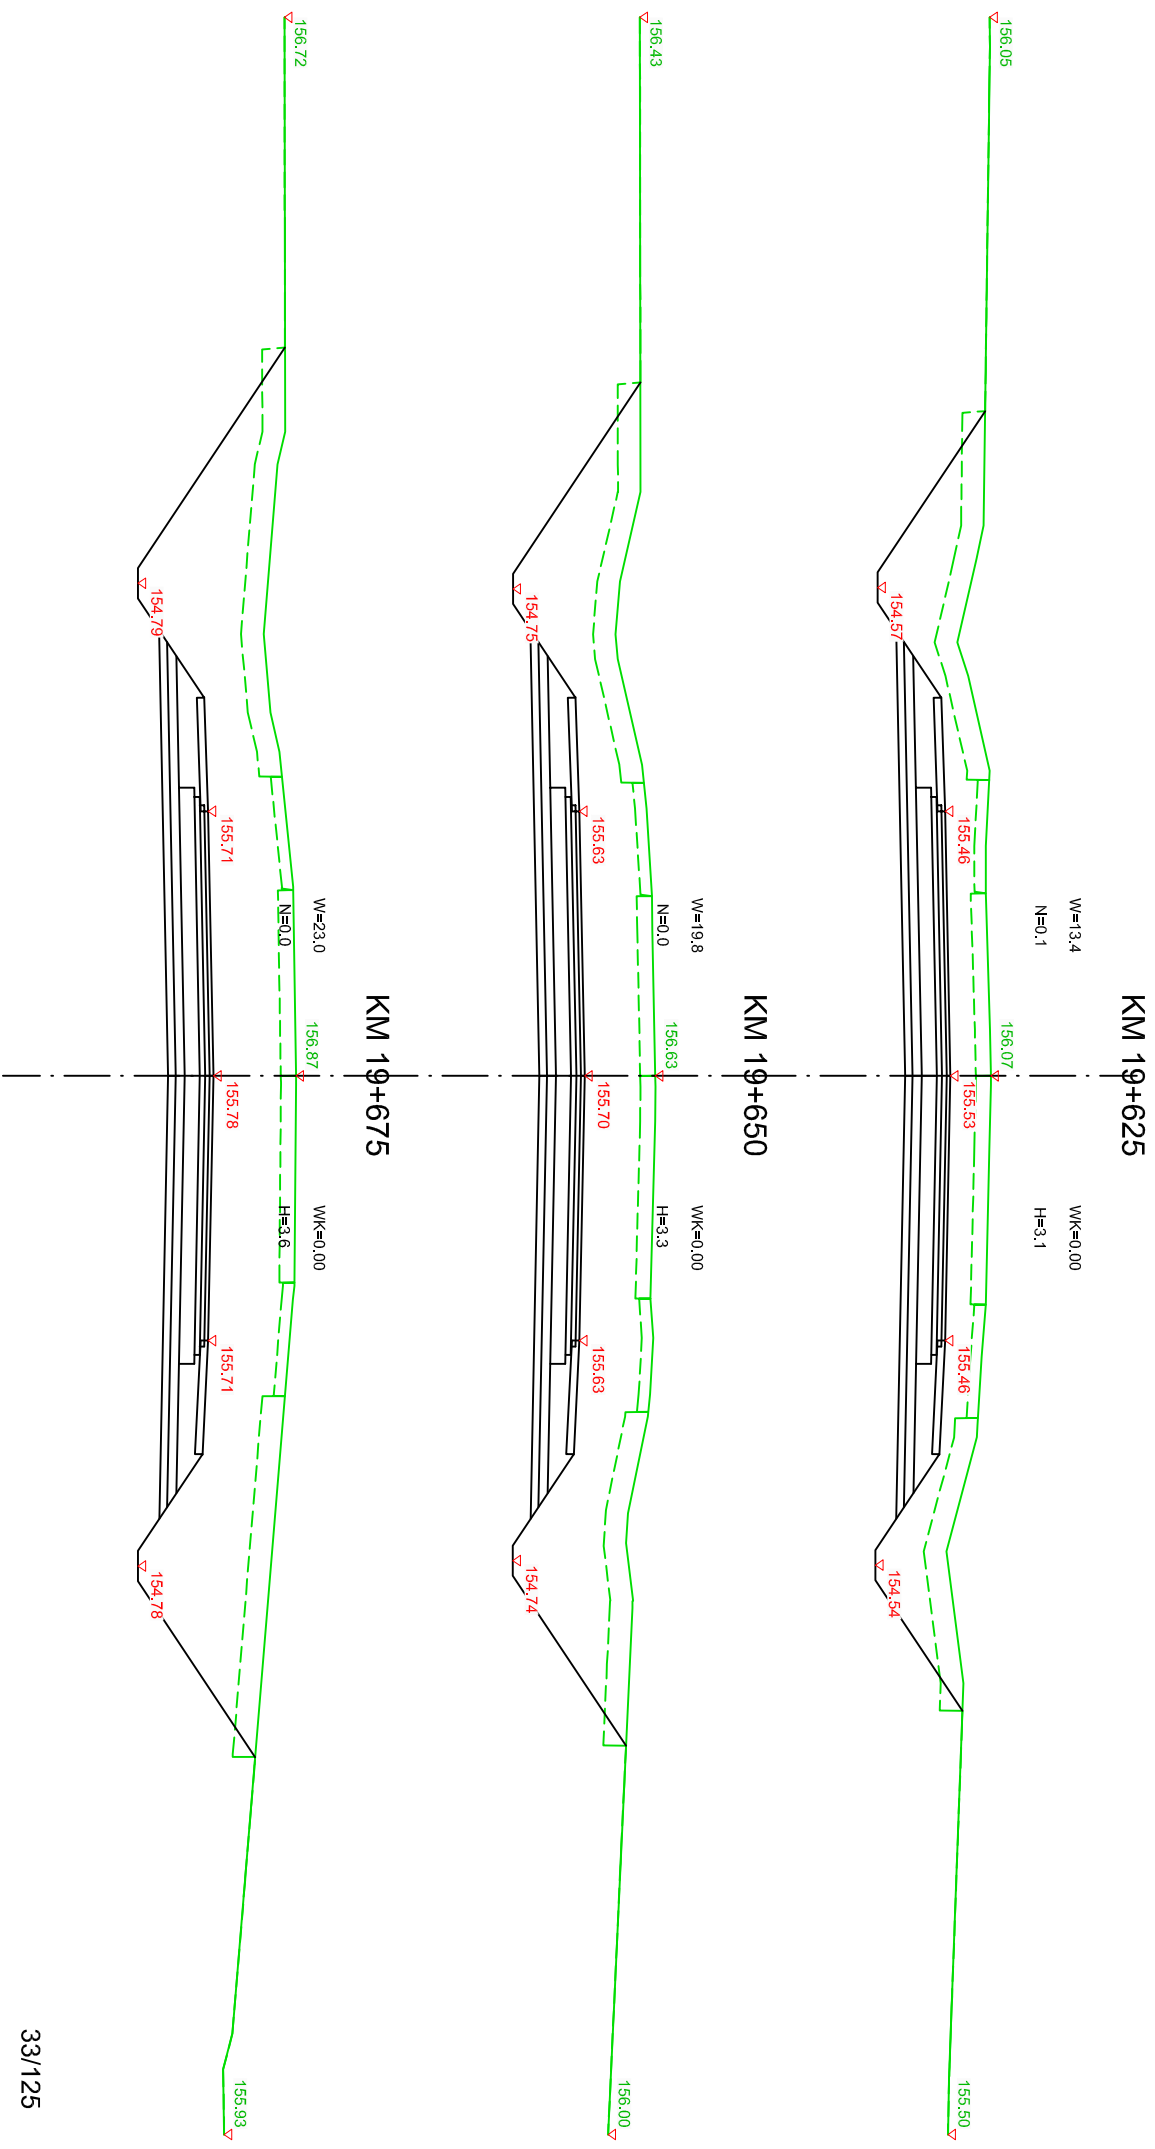 KM 19+625
W=13.4 WK=0.00
N=0.1 H=3.1
156.05 156.07 155.50
155.46 155.53 155.46
154.57 154.54
KM 19+650
W=19.8 WK=0.00
N=0.0 H=3.3
156.43 156.63 156.00
155.63 155.70 155.63
154.75 154.74
KM 19+675
W=23.0 WK=0.00
N=0.0 H=3.6
156.72 156.87 155.93
155.71 155.78 155.71
154.79 154.78
33/125